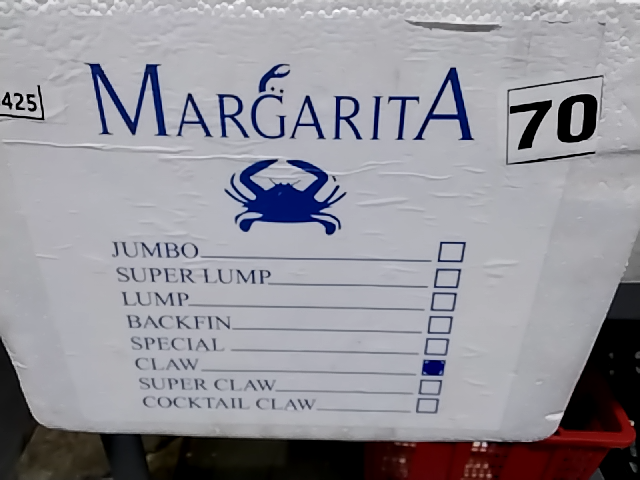 425
MARGARITA
70
JUMBO
SUPER LUMP
LUMP
BACKFIN
SPECIAL
CLAW
SUPER CLAW
COCKTAIL CLAW